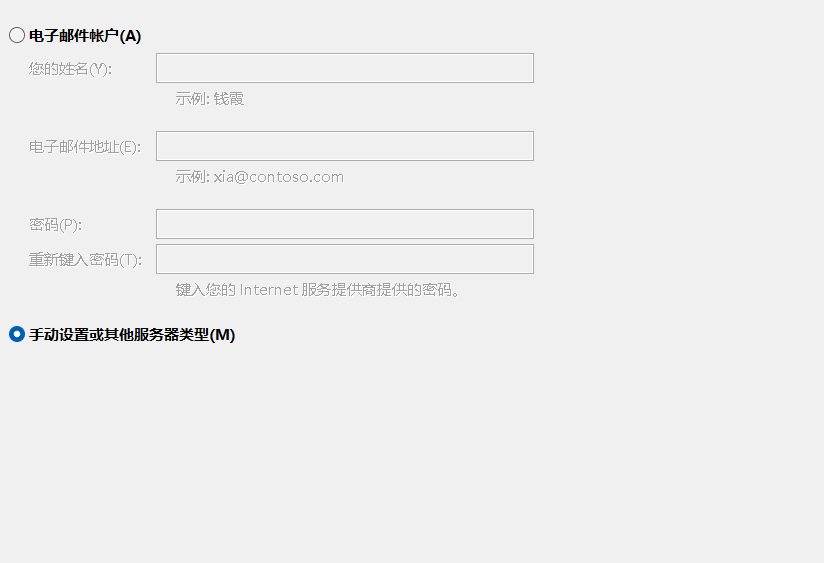 电子邮件帐户(A)
您的姓名(Y):
示例: 钱霞
电子邮件地址(E):
示例: xia@contoso.com
密码(P):
重新键入密码(T):
键入您的 Internet 服务提供商提供的密码。
手动设置或其他服务器类型(M)